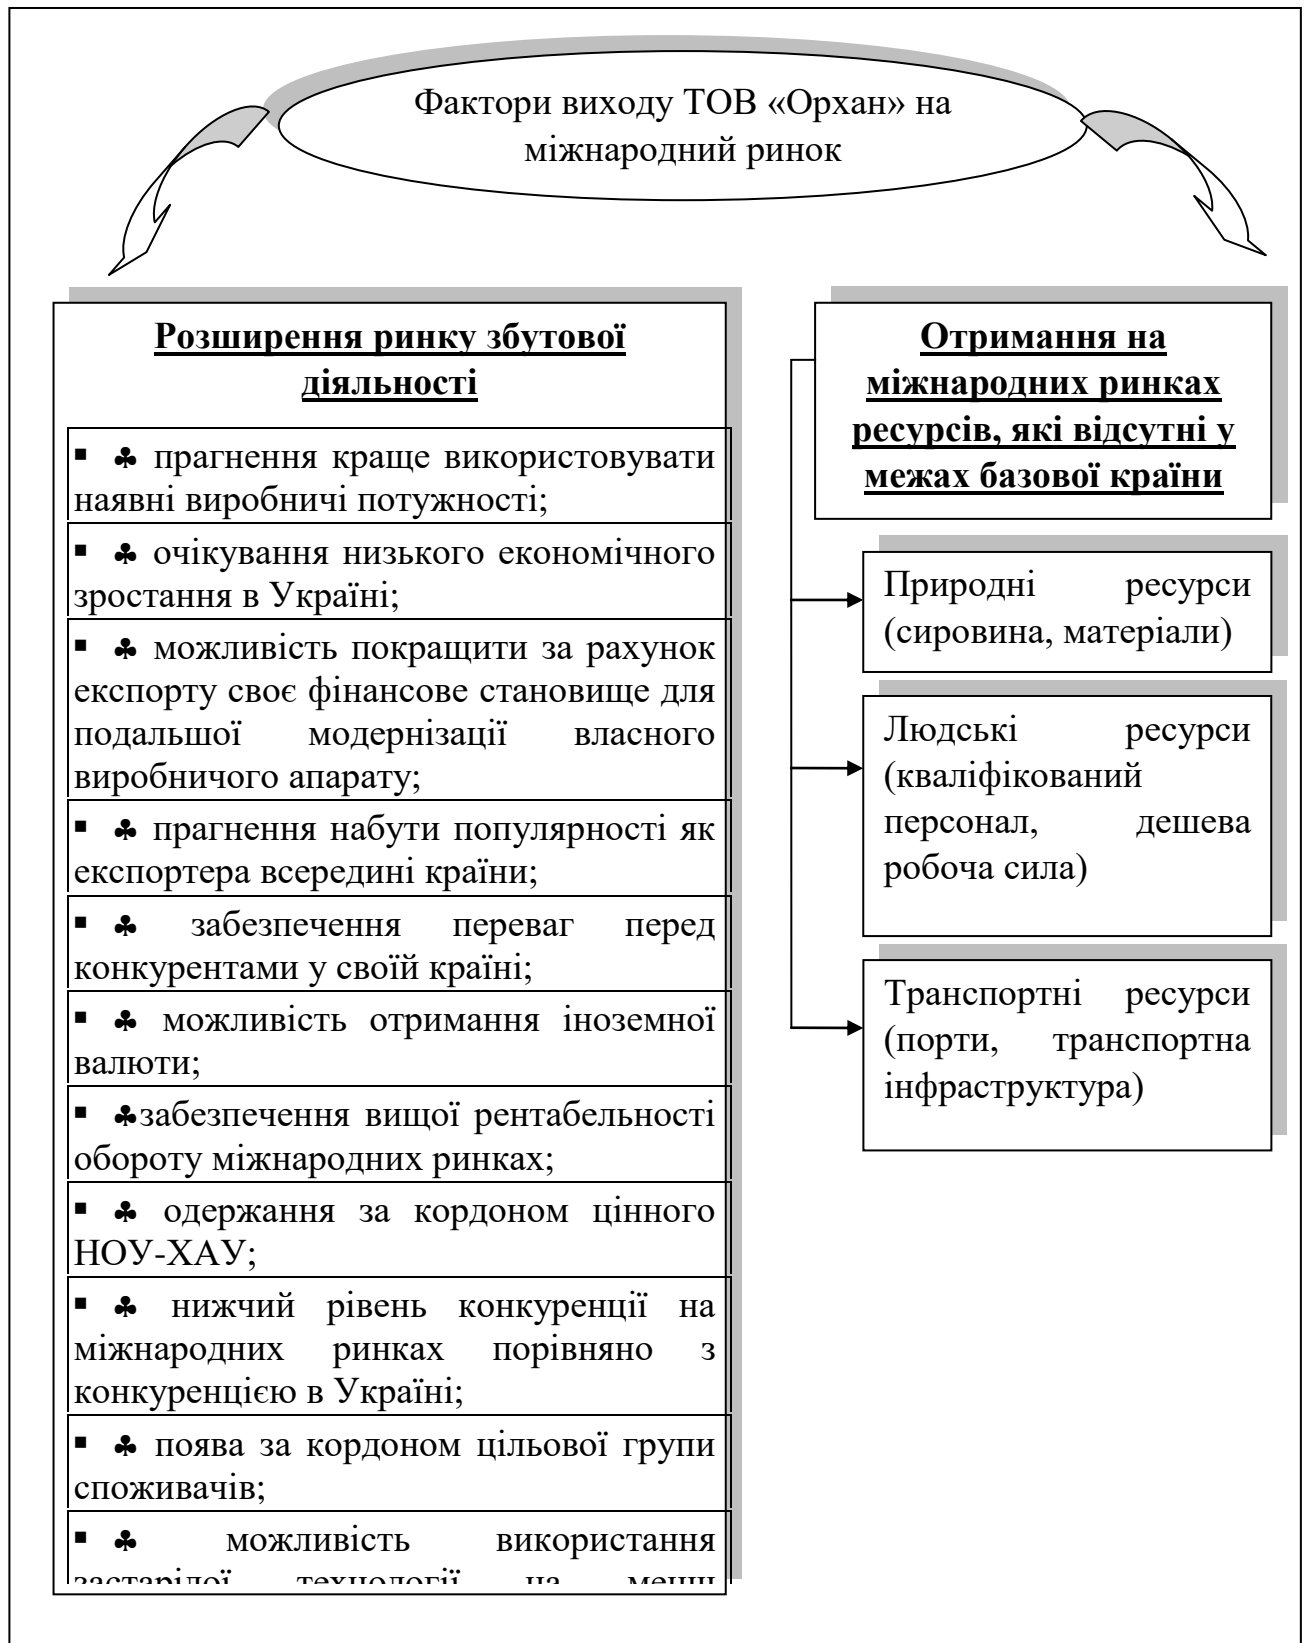 Фактори виходу ТОВ «Орхан» на
міжнародний ринок
Розширення ринку збутової
діяльності
▪ ♣ прагнення краще використовувати
наявні виробничі потужності;
▪ ♣ очікування низького економічного
зростання в Україні;
▪ ♣ можливість покращити за рахунок
експорту своє фінансове становище для
подальшої модернізації власного
виробничого апарату;
▪ ♣ прагнення набути популярності як
експортера всередині країни;
▪ ♣ забезпечення переваг перед
конкурентами у своїй країні;
▪ ♣ можливість отримання іноземної
валюти;
▪ ♣забезпечення вищої рентабельності
обороту міжнародних ринках;
▪ ♣ одержання за кордоном цінного
НОУ-ХАУ;
▪ ♣ нижчий рівень конкуренції на
міжнародних ринках порівняно з
конкуренцією в Україні;
▪ ♣ поява за кордоном цільової групи
споживачів;
▪ ♣ можливість використання
застарілої технології на менш
Отримання на
міжнародних ринках
ресурсів, які відсутні у
межах базової країни
Природні ресурси
(сировина, матеріали)
Людські ресурси
(кваліфікований
персонал, дешева
робоча сила)
Транспортні ресурси
(порти, транспортна
інфраструктура)